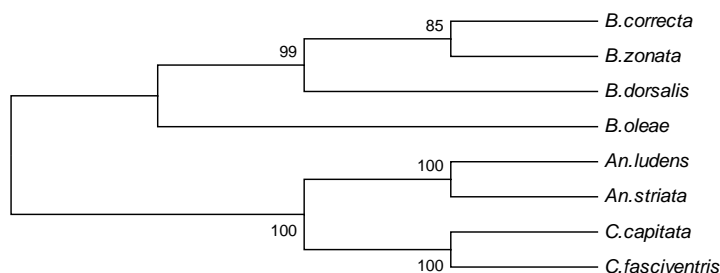 B.correcta
85
B.zonata
99
B.dorsalis
B.oleae
An.ludens
100
An.striata
C.capitata
100
C.fasciventris
100